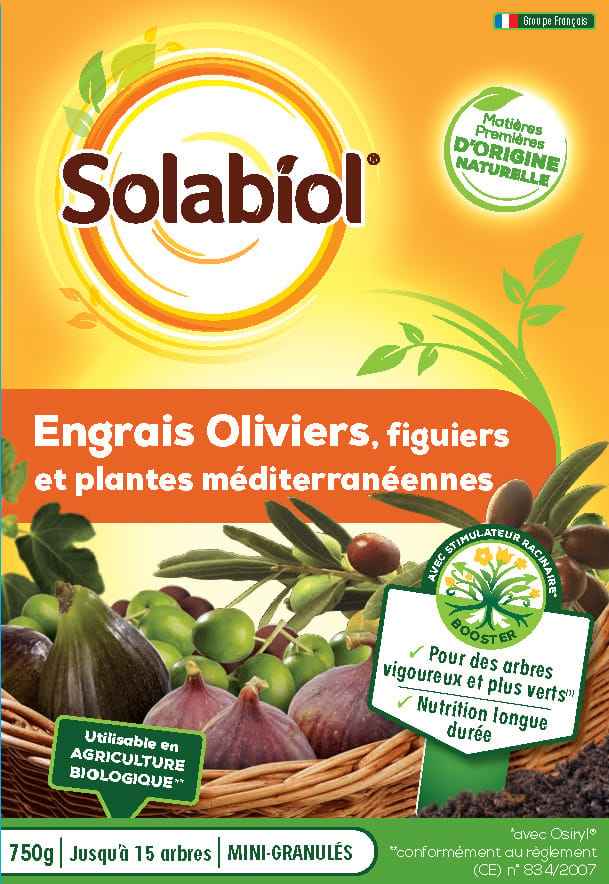 Groupe Français
Matières
Premières
D'ORIGINE
NATURELLE
Solabiol®
Engrais Oliviers, figuiers
et plantes méditerranéennes
AVEC STIMULATEUR RACINAIRE*
BOOSTER
✓ Pour des arbres
vigoureux et plus verts(1)
✓ Nutrition longue
durée
Utilisable en
AGRICULTURE
BIOLOGIQUE**
750g | Jusqu'à 15 arbres | MINI-GRANULÉS
*avec Osiryl®
**conformément au règlement
(CE) n° 834/2007